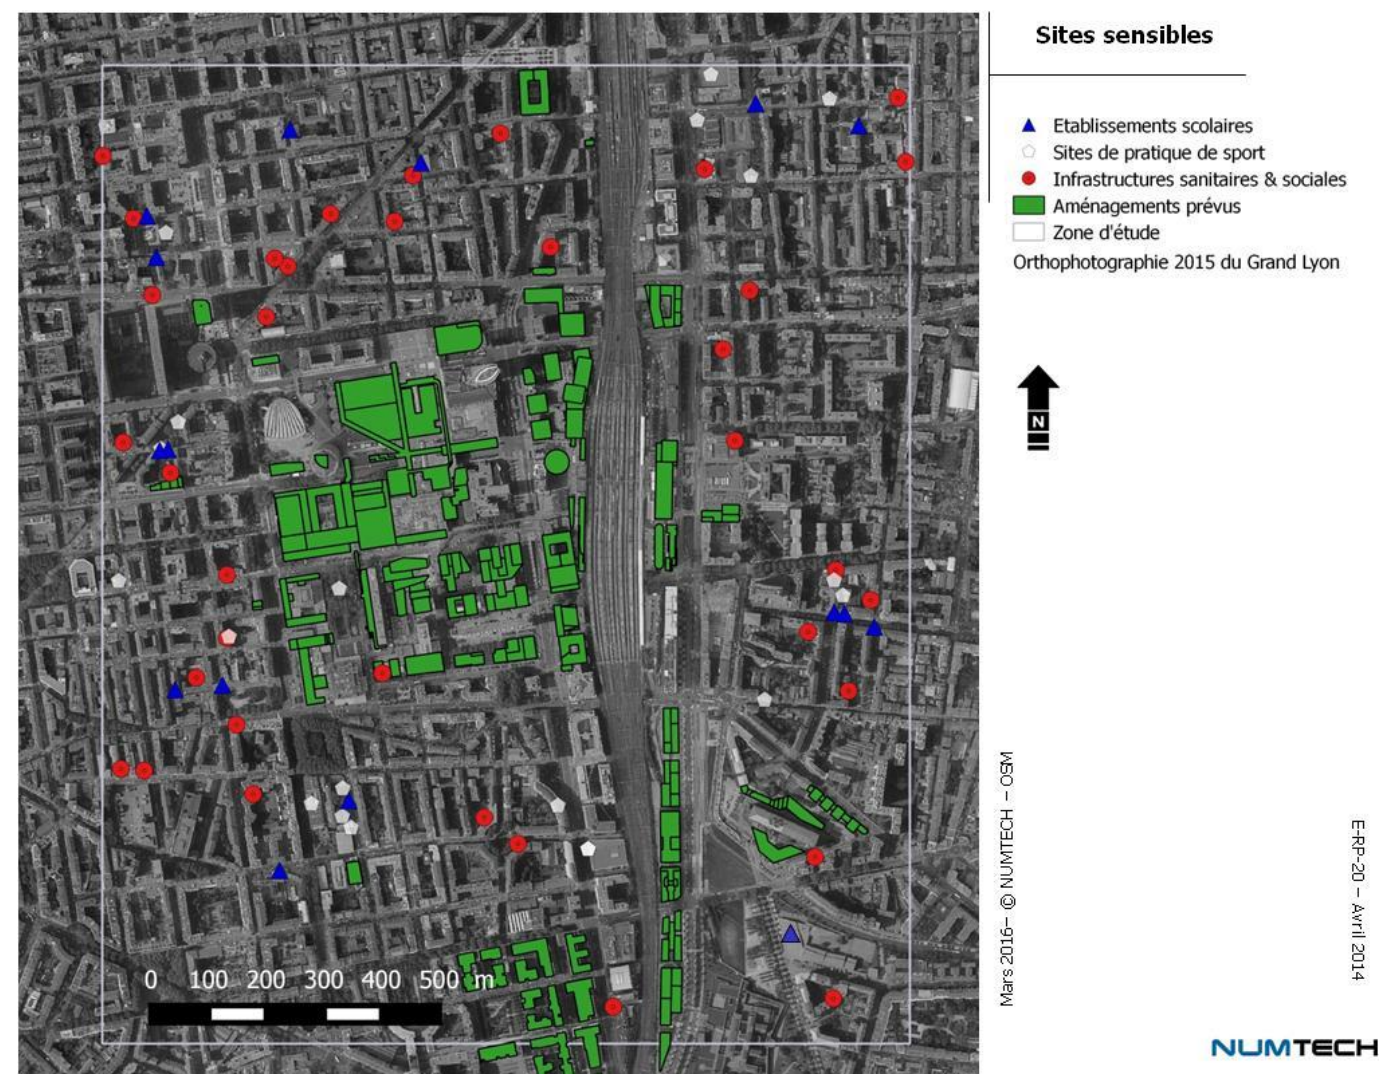 Sites sensibles
Etablissements scolaires
Sites de pratique de sport
Infrastructures sanitaires & sociales
Aménagements prévus
Zone d'étude
Orthophotographie 2015 du Grand Lyon
N
Mars 2016– © NUMTECH – OSM
E-RP-20 – Avril 2014
0 100 200 300 400 500 m
NUMTECH